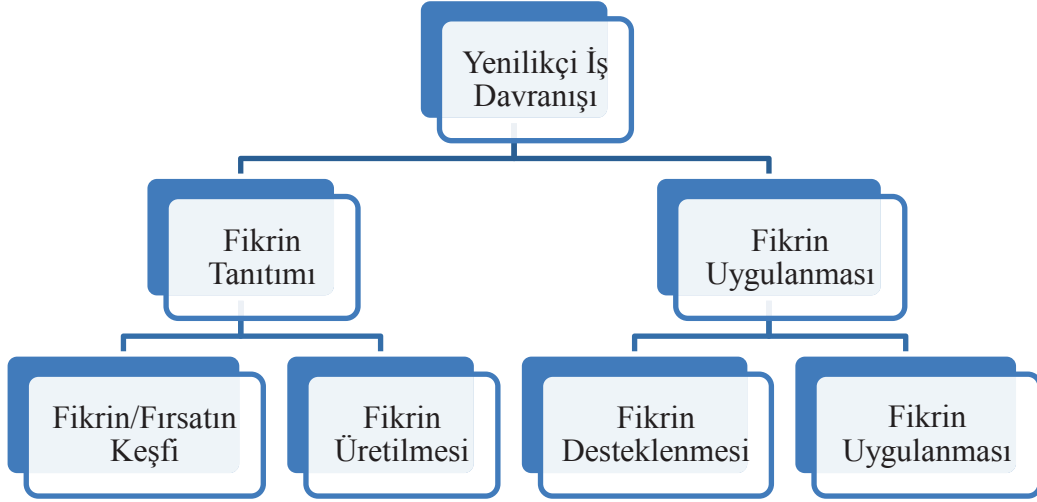 Yenilikçi İş
Davranışı
Fikrin
Tanıtımı
Fikrin
Uygulanması
Fikrin/Fırsatın
Keşfi
Fikrin
Üretilmesi
Fikrin
Desteklenmesi
Fikrin
Uygulanması